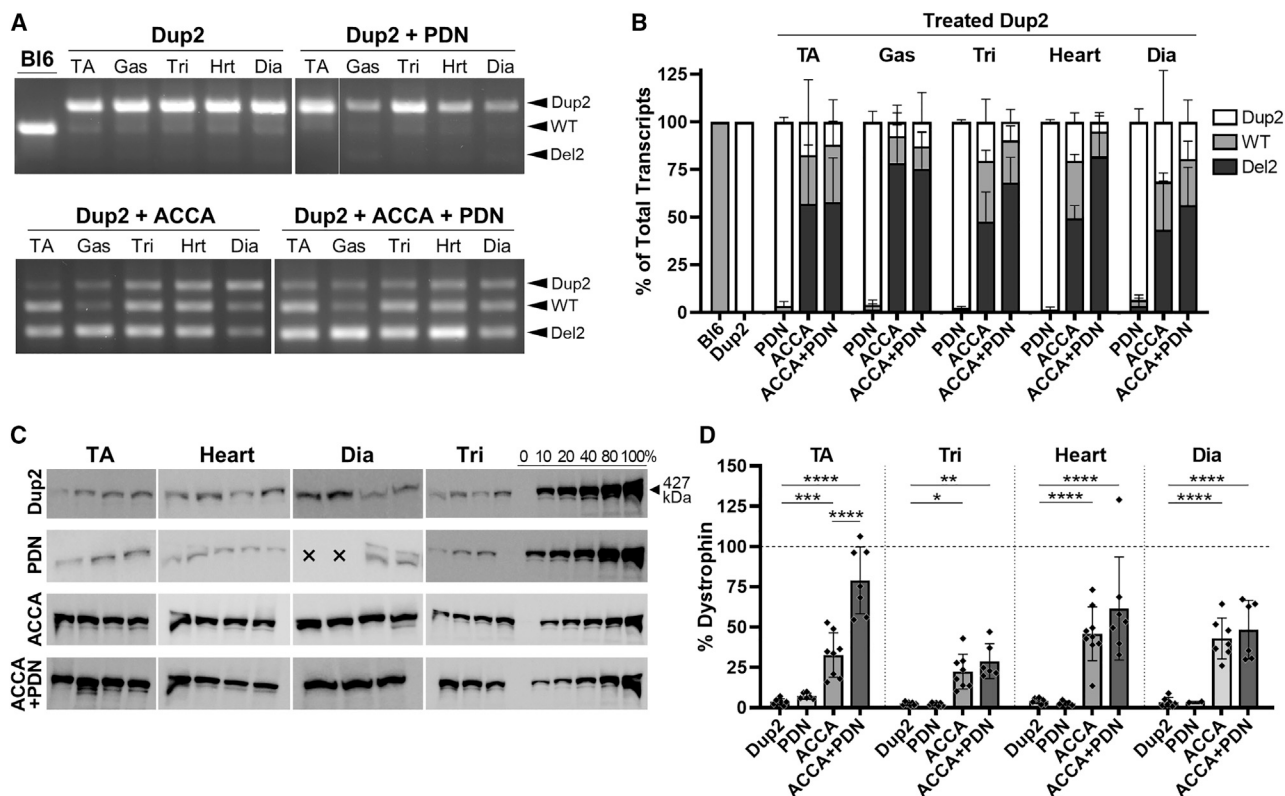 A
Dup2
Dup2 + PDN
Bl6
TA Gas Tri Hrt Dia
TA Gas Tri Hrt Dia
Dup2
WT
Del2
Dup2 + ACCA
Dup2 + ACCA + PDN
TA Gas Tri Hrt Dia
TA Gas Tri Hrt Dia
Dup2
WT
Del2
B
Treated Dup2
TA Gas Tri Heart Dia
% of Total Transcripts
125
100
75
50
25
0
Bl6
Dup2
PDN
ACCA
ACCA+PDN
PDN
ACCA
ACCA+PDN
PDN
ACCA
ACCA+PDN
PDN
ACCA
ACCA+PDN
PDN
ACCA
ACCA+PDN
Dup2
WT
Del2
C
TA Heart Dia Tri
0 10 20 40 80 100%
Dup2
427
kDa
PDN
× ×
ACCA
ACCA
+PDN
D
TA Tri Heart Dia
% Dystrophin
150
125
100
75
50
25
0
****
***
****
**
*
****
****
****
****
Dup2
PDN
ACCA
ACCA+PDN
Dup2
PDN
ACCA
ACCA+PDN
Dup2
PDN
ACCA
ACCA+PDN
Dup2
PDN
ACCA
ACCA+PDN